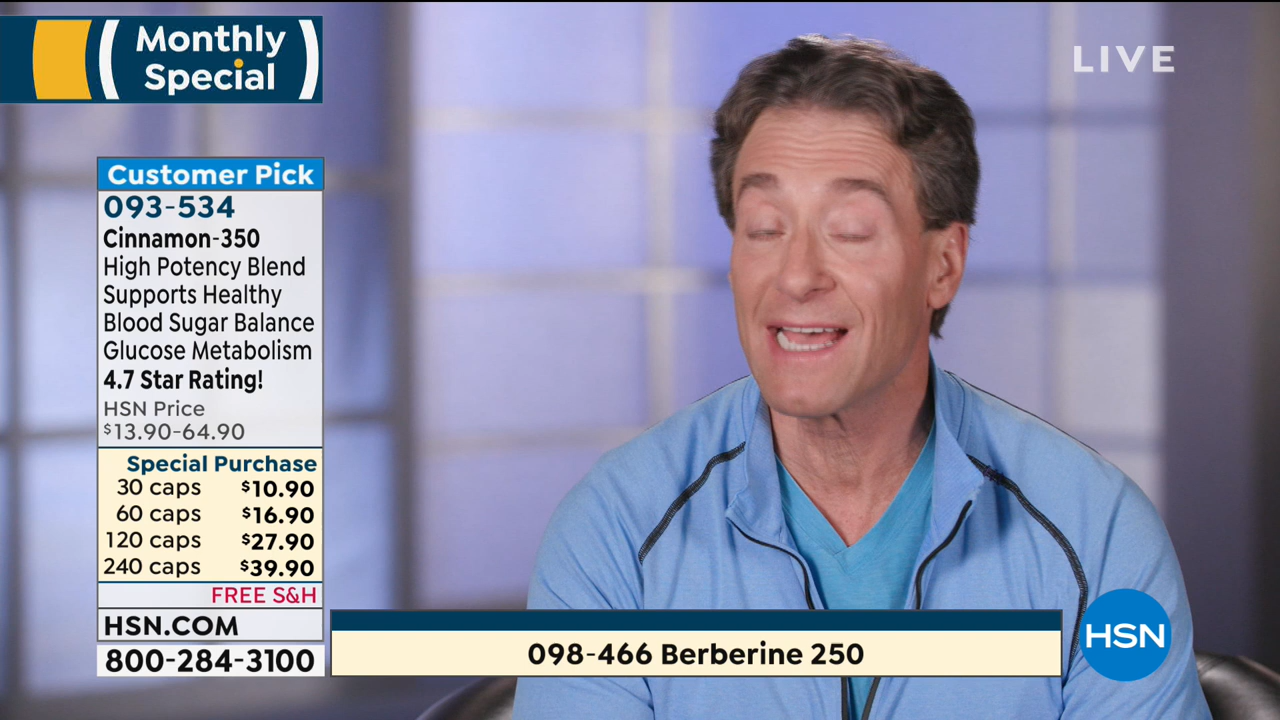 Monthly
Special
LIVE
Customer Pick
093-534
Cinnamon-350
High Potency Blend
Supports Healthy
Blood Sugar Balance
Glucose Metabolism
4.7 Star Rating!
HSN Price
$13.90-64.90
Special Purchase
30 caps $10.90
60 caps $16.90
120 caps $27.90
240 caps $39.90
FREE S&H
HSN.COM
800-284-3100
098-466 Berberine 250
HSN